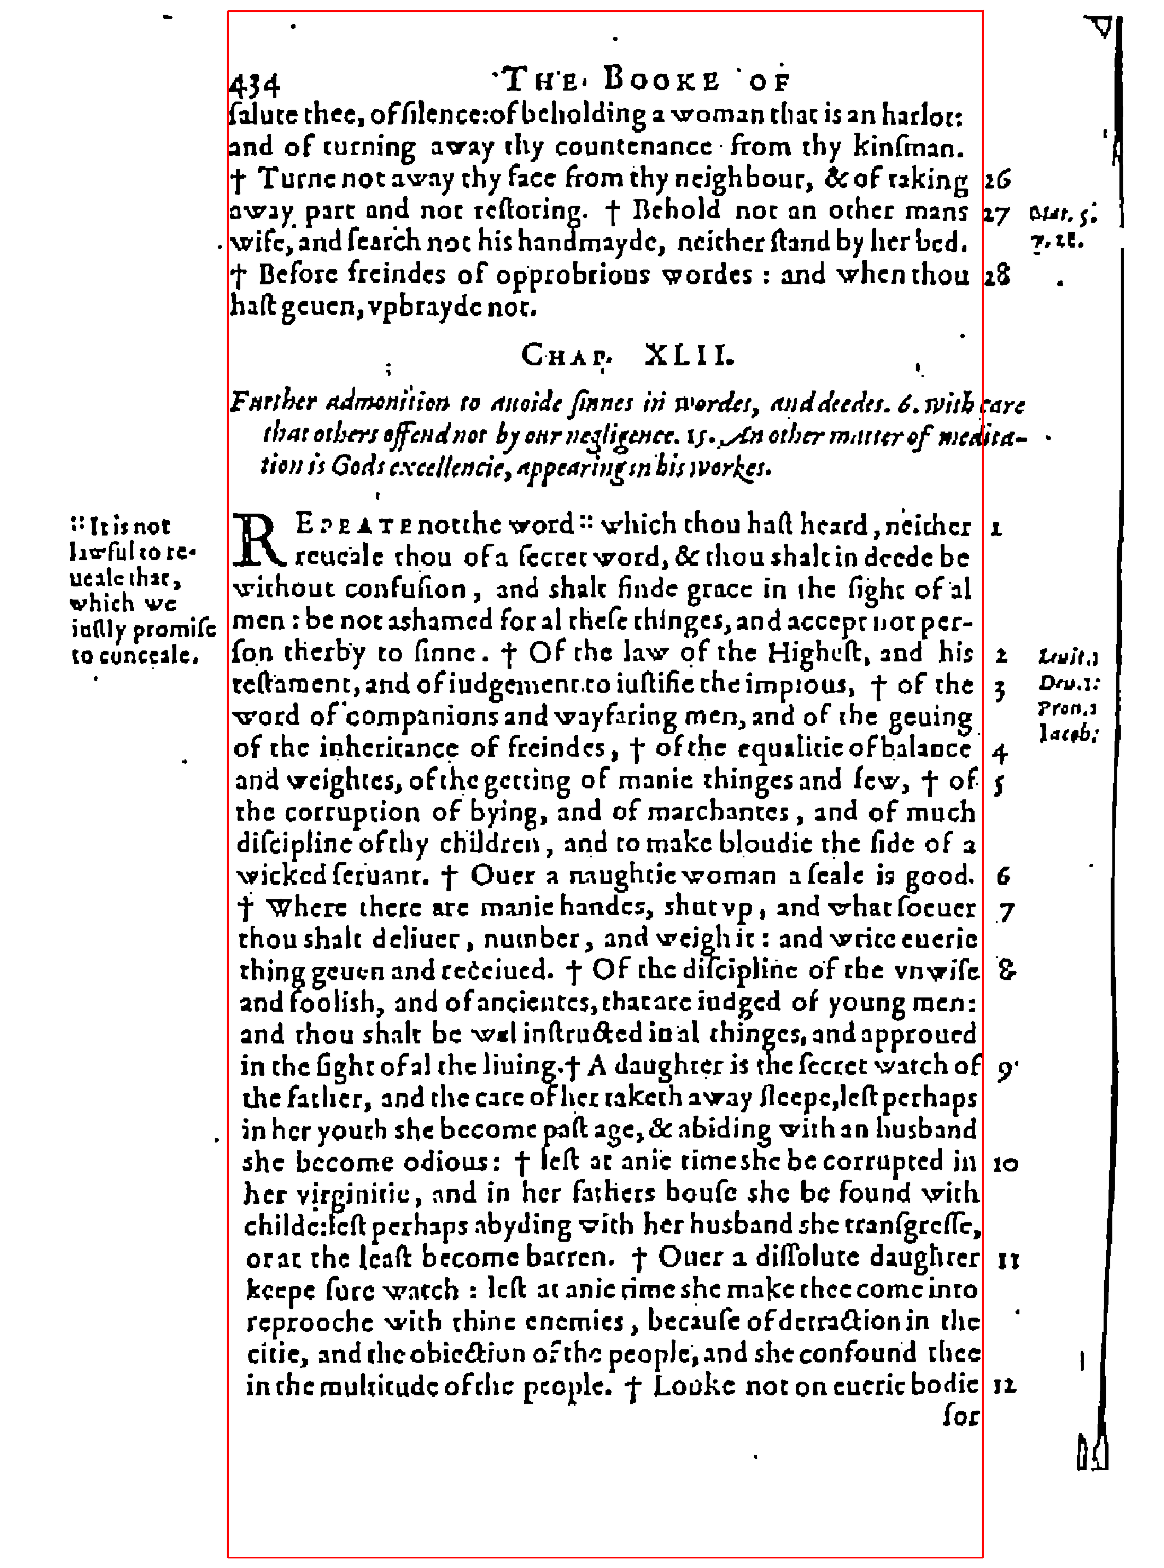 434 THE BOOKE OF
ſalute thee, of ſilence: of beholding a woman that is an harlot:
and of turning away thy countenance from thy kinſman.
† Turne not away thy face from thy neighbour, & of taking 26
away part and not reſtoring. † Behold not an other mans 27
wife, and ſearch not his handmayde, neither ſtand by her bed.
† Before freindes of opprobrious wordes : and when thou 28
haſt geuen, vpbrayde not.
Mat. 5.
CHAP. XLII.
Further admonition to auoide ſinnes in wordes, and deedes. 6. With care
that others offend not by our negligence. 15. An other matter of medita-
tion is Gods excellencie, appearing in his workes.
:: It is not
lawful to re-
ueale that,
which we
iuſtly promiſe
to conceale.
REPEATE not the word :: which thou haſt heard, neither 1
reueale thou of a ſecret word, & thou shalt in deede be
without confuſion, and shalt finde grace in the ſight of al
men : be not ashamed for al theſe thinges, and accept not per-
ſon therby to ſinne. † Of the law of the Higheſt, and his 2
teſtament, and of iudgement to iuſtifie the impious, † of the 3
word of companions and wayfaring men, and of the geuing
of the inheritance of freindes, † of the equalitie of balance 4
and weightes, of the getting of manie thinges and few, † of 5
the corruption of bying, and of marchantes, and of much
diſcipline of thy children, and to make bloudie the ſide of a
wicked ſeruant. † Ouer a naughtie woman a ſeale is good. 6
† Where there are manie handes, shut vp, and what ſoeuer 7
thou shalt deliuer, number, and weigh it : and write euerie
thing geuen and receiued. † Of the diſcipline of the vnwiſe 8
and foolish, and of ancientes, that are iudged of young men:
and thou shalt be wel inſtructed in al thinges, and approued
in the ſight of al the liuing. † A daughter is the ſecret watch of 9
the father, and the care of her taketh away ſleepe, leſt perhaps
in her youth she become paſt age, & abiding with an husband
she become odious: † leſt at anie time she be corrupted in 10
her virginitie, and in her fathers houſe she be found with
childe: leſt perhaps abyding with her husband she tranſgreſſe,
or at the leaſt become barren. † Ouer a diſſolute daughter 11
keepe ſure watch : leſt at anie time she make thee come into
reprooche with thine enemies, becauſe of detraction in the
citie, and the obiection of the people, and she confound thee
in the multitude of the people. † Looke not on euerie bodie 12
for
Leuit.
Deu.
Prou.
Iacob.